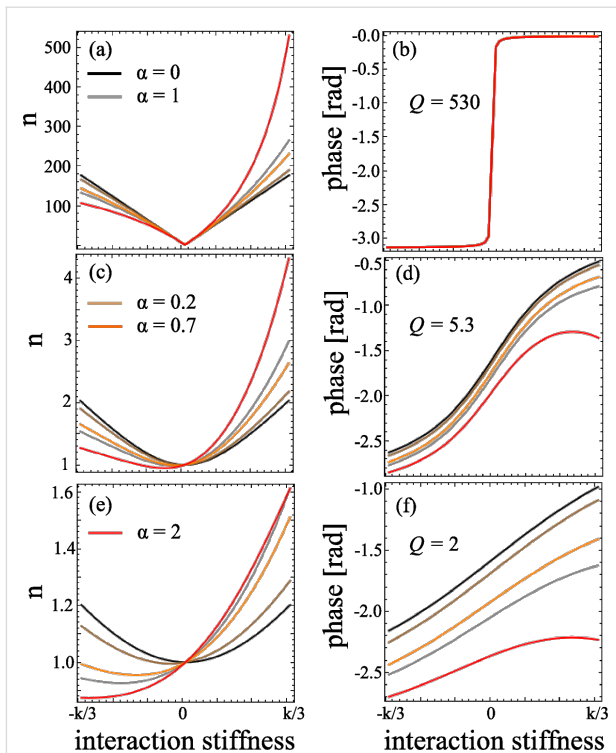 (a)
n
500
400
300
200
100
α = 0
α = 1
(b)
phase [rad]
-0.0
-0.5
-1.0
-1.5
-2.0
-2.5
-3.0
Q = 530
(c)
n
4
3
2
1
α = 0.2
α = 0.7
(d)
phase [rad]
-0.5
-1.0
-1.5
-2.0
-2.5
Q = 5.3
(e)
n
1.6
1.4
1.2
1.0
α = 2
-k/3 0 k/3
interaction stiffness
(f)
phase [rad]
-1.0
-1.5
-2.0
-2.5
Q = 2
-k/3 0 k/3
interaction stiffness